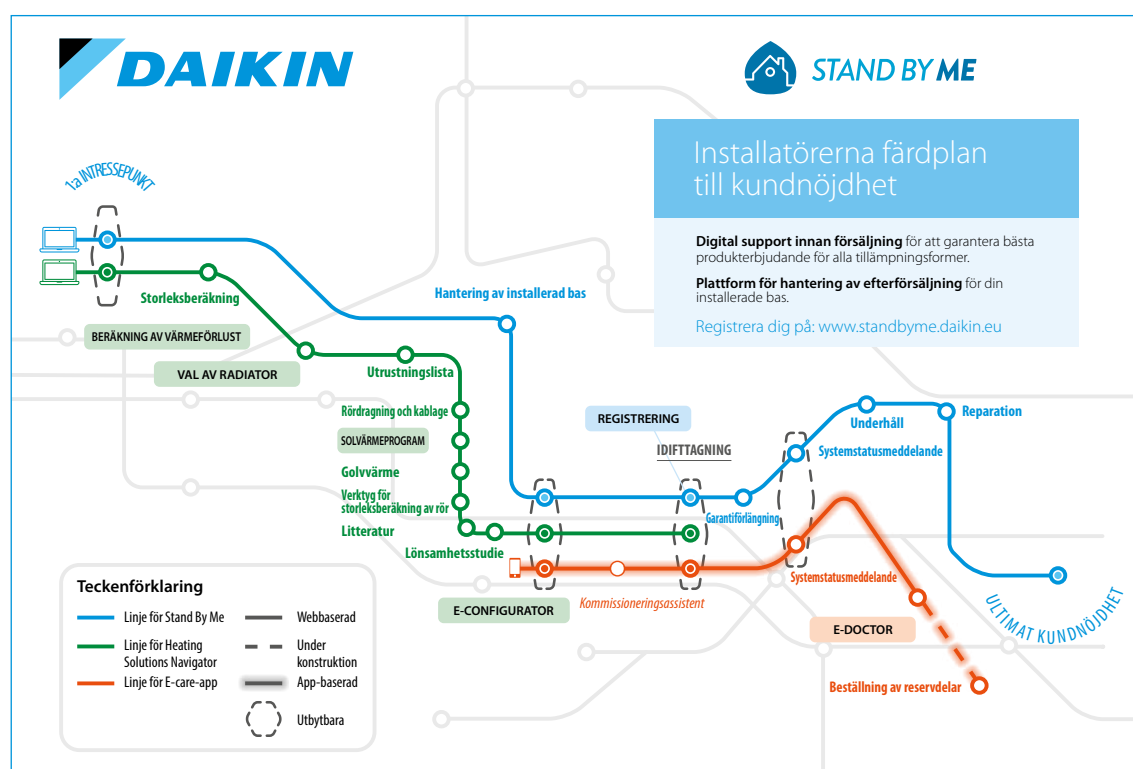 DAIKIN
STAND BY ME
Installatörerna färdplan
till kundnöjdhet
Digital support innan försäljning för att garantera bästa
produkterbjudande för alla tillämpningsformer.
Plattform för hantering av efterförsäljning för din
installerade bas.
Registrera dig på: www.standbyme.daikin.eu
1:a INTRESSEPUNKT
Storleksberäkning
Hantering av installerad bas
BERÄKNING AV VÄRMEFÖRLUST
VAL AV RADIATOR
Utrustningslista
Rördragning och kablage
SOLVÄRMEPROGRAM
Golvvärme
Verktyg för
storleksberäkning av rör
Litteratur
Lönsamhetsstudie
REGISTRERING
IDIFTTAGNING
Garantiförlängning
Systemstatusmeddelande
Underhåll
Reparation
Systemstatusmeddelande
E-CONFIGURATOR
Kommissioneringsassistent
E-DOCTOR
Beställning av reservdelar
ULTIMAT KUNDNÖJDHET
Teckenförklaring
Linje för Stand By Me
Linje för Heating
Solutions Navigator
Linje för E-care-app
Webbaserad
Under
konstruktion
App-baserad
Utbytbara